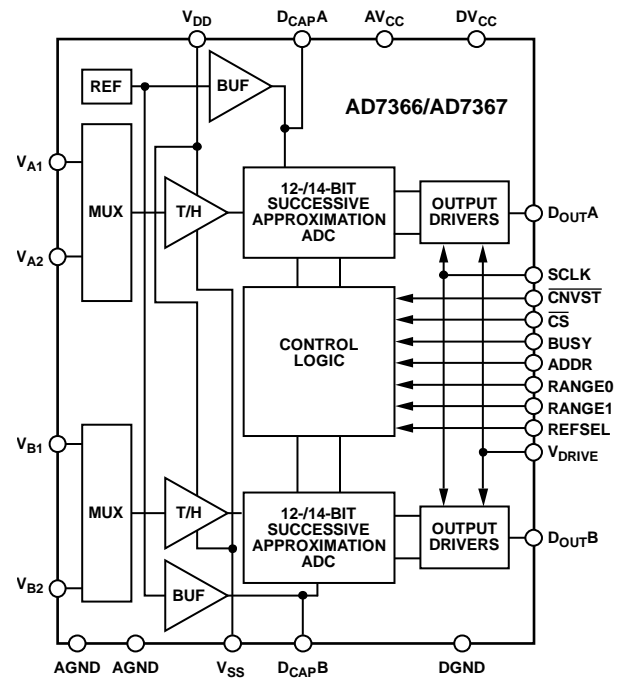 VDD
DCAPA
AVCC
DVCC
REF
BUF
AD7366/AD7367
VA1
MUX
T/H
12-/14-BIT
SUCCESSIVE
APPROXIMATION
ADC
OUTPUT
DRIVERS
DOUTA
VA2
SCLK
CNVST
CS
BUSY
CONTROL
LOGIC
ADDR
RANGE0
RANGE1
REFSEL
VB1
VDRIVE
MUX
T/H
12-/14-BIT
SUCCESSIVE
APPROXIMATION
ADC
OUTPUT
DRIVERS
DOUTB
VB2
BUF
AGND
AGND
VSS
DCAPB
DGND